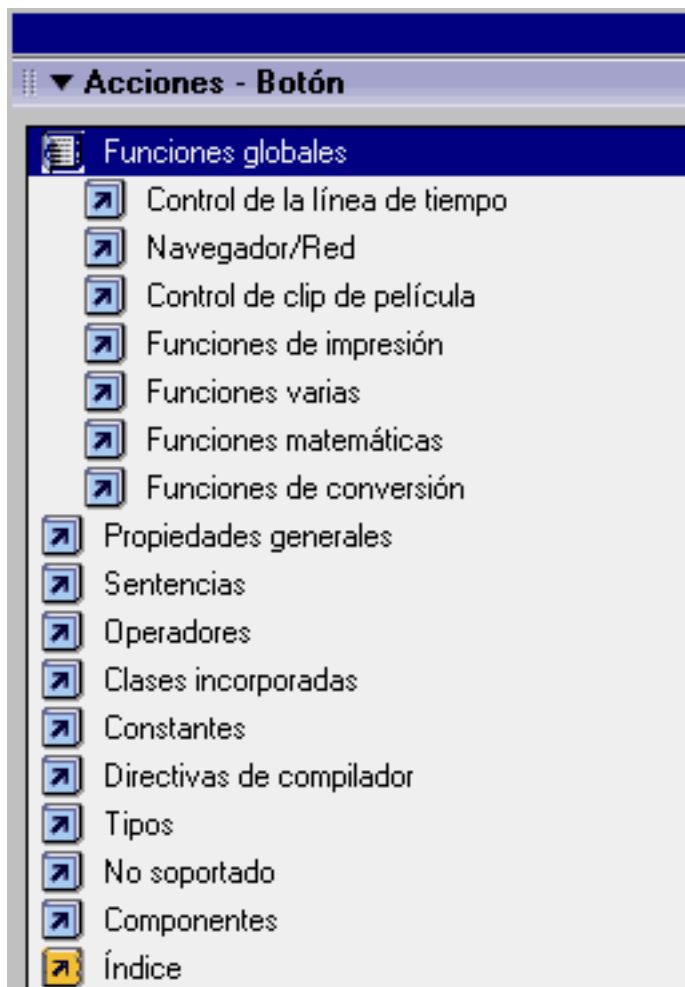 Acciones - Botón
Funciones globales
Control de la línea de tiempo
Navegador/Red
Control de clip de película
Funciones de impresión
Funciones varias
Funciones matemáticas
Funciones de conversión
Propiedades generales
Sentencias
Operadores
Clases incorporadas
Constantes
Directivas de compilador
Tipos
No soportado
Componentes
Índice